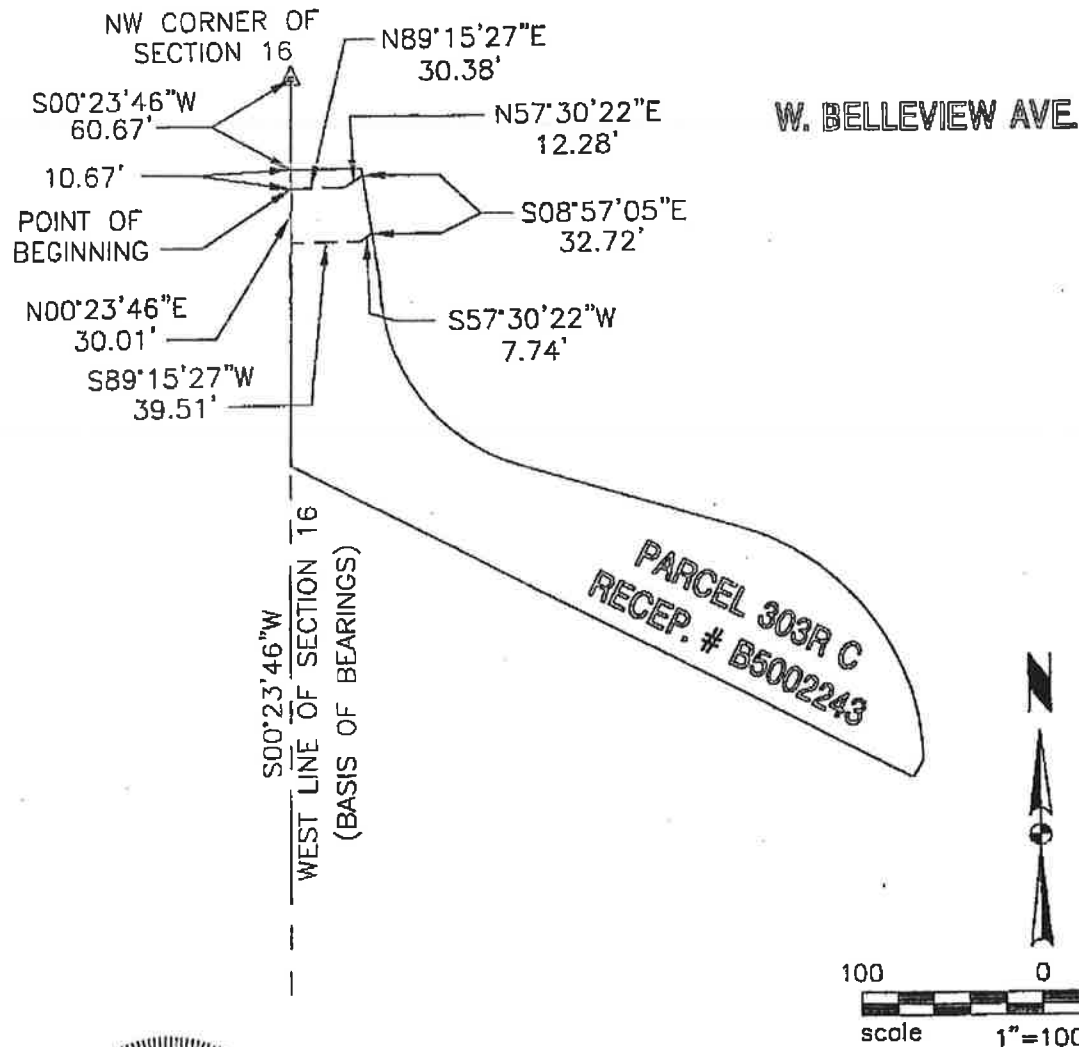 NW CORNER OF
SECTION 16
N89°15'27"E
30.38'
S00°23'46"W
60.67'
N57°30'22"E
12.28'
W. BELLEVIEW AVE.
10.67'
POINT OF
BEGINNING
S08°57'05"E
32.72'
N00°23'46"E
30.01'
S57°30'22"W
7.74'
S89°15'27"W
39.51'
S00°23'46"W
WEST LINE OF SECTION 16
(BASIS OF BEARINGS)
PARCEL 303R C
RECEP. # B5002243
N
100 0
scale 1"=100